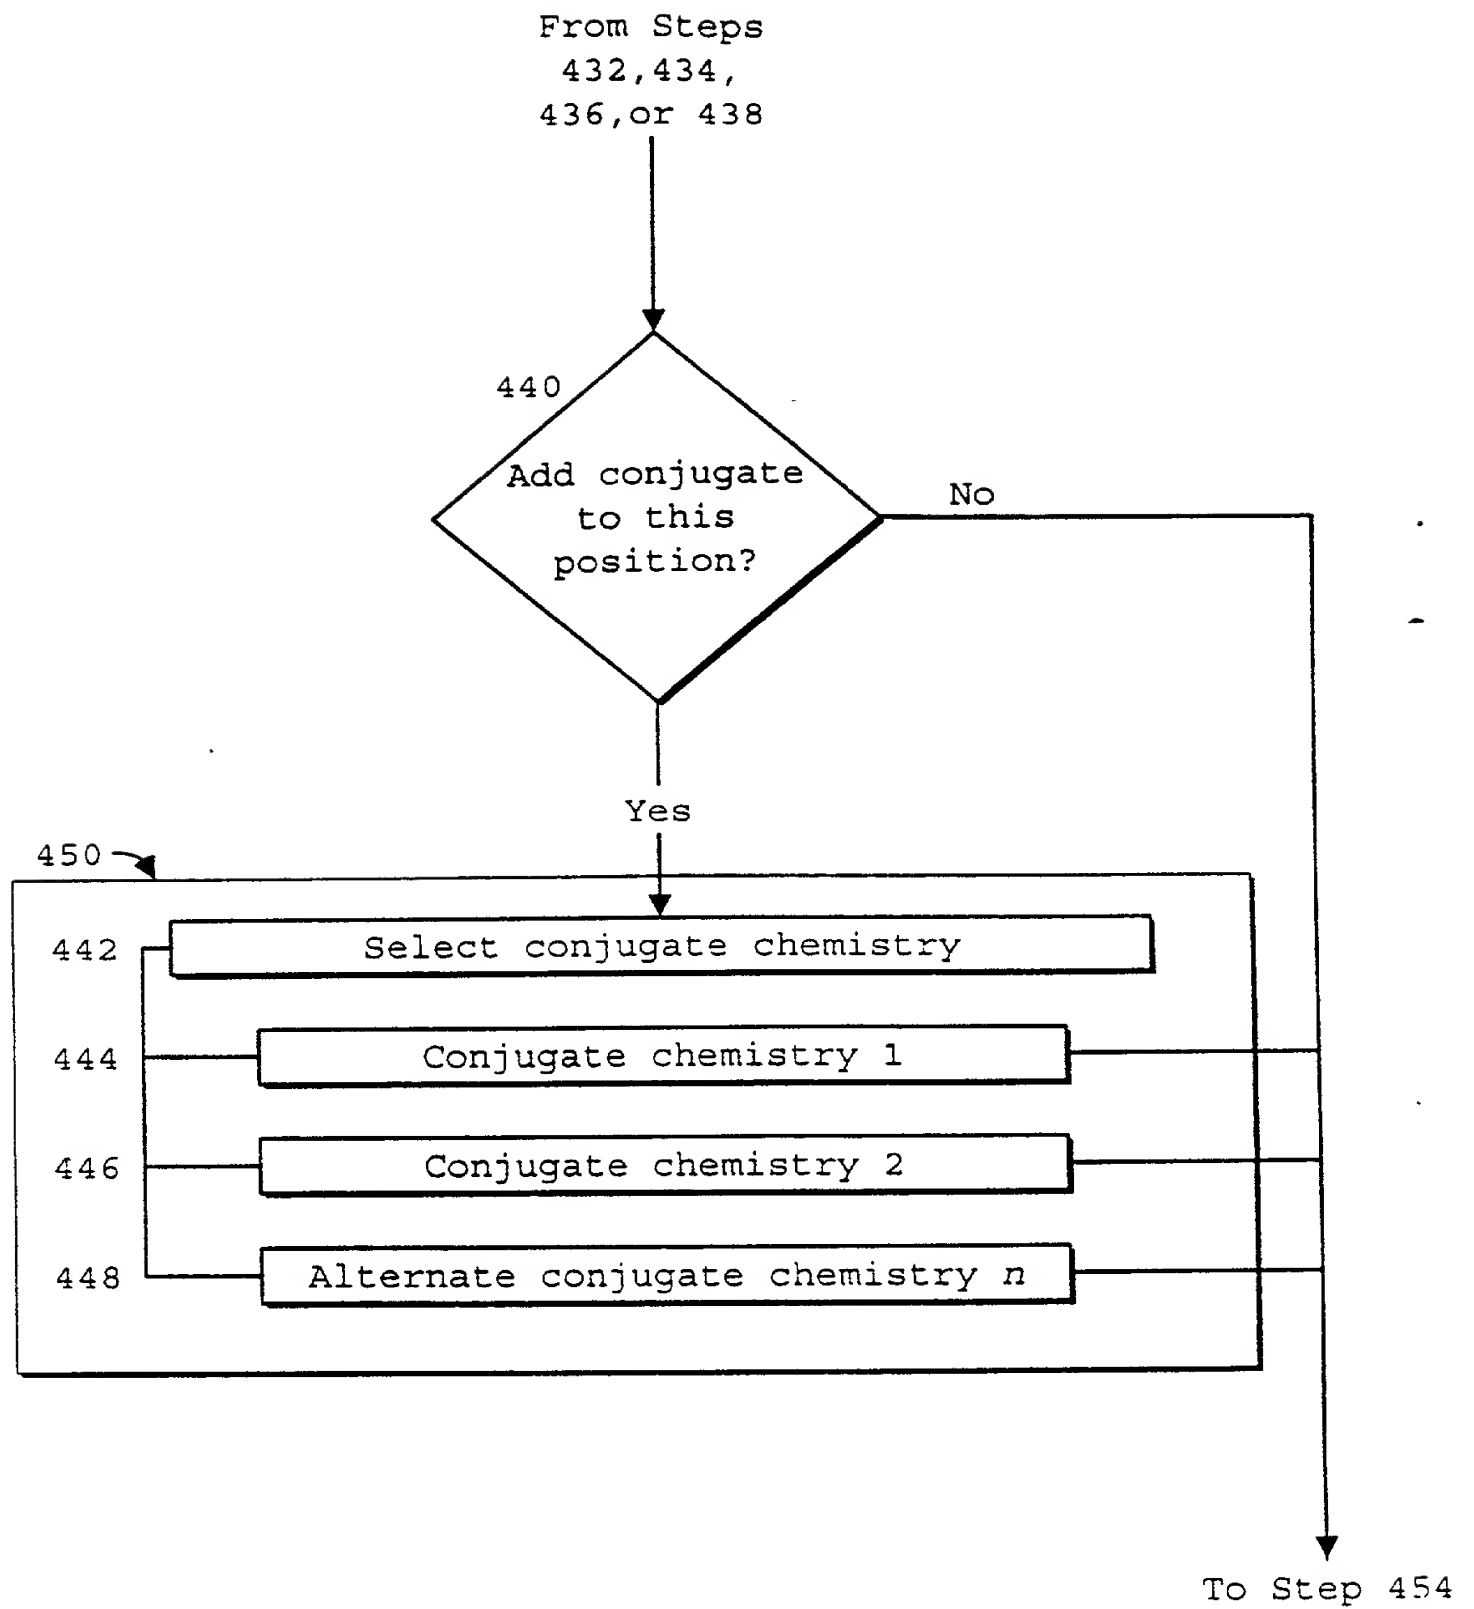 From Steps
432,434,
436,or 438
440
Add conjugate
to this
position?
No
Yes
450
442
Select conjugate chemistry
444
Conjugate chemistry 1
446
Conjugate chemistry 2
448
Alternate conjugate chemistry n
To Step 454